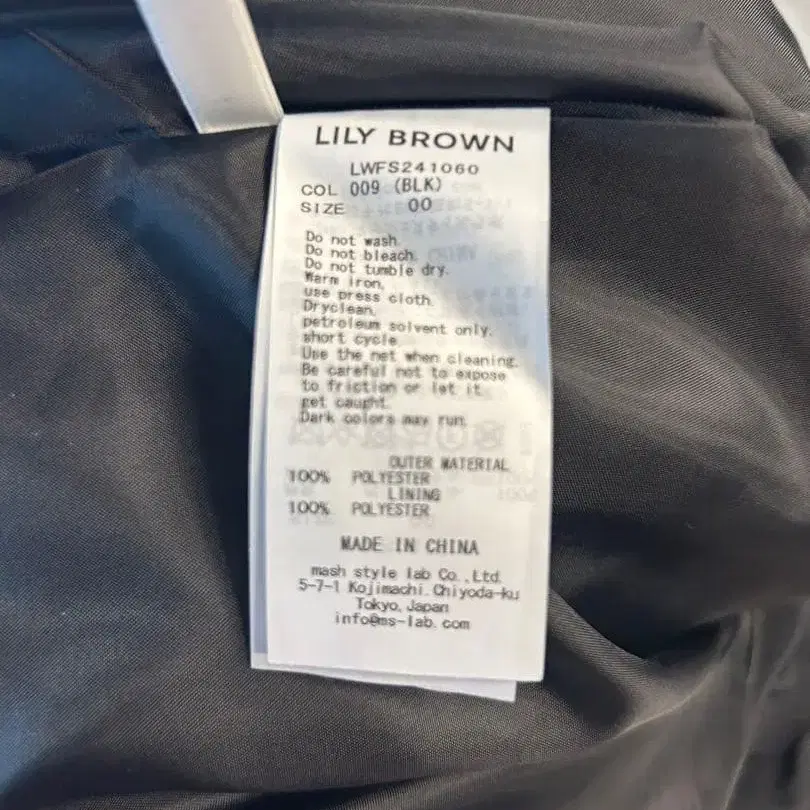 LILY BROWN
LWFS241060
COL 009 (BLK)
SIZE 00
Do not wash.
Do not bleach.
Do not tumble dry.
Warm iron,
use press cloth.
Dryclean,
petroleum solvent only,
short cycle.
Use the net when cleaning.
Be careful not to expose
to friction or let it
get caught.
Dark colors may run.
OUTER MATERIAL
100% POLYESTER
LINING
100% POLYESTER
MADE IN CHINA
mash style lab Co.,Ltd.
5-7-1 Kojimachi,Chiyoda-ku
Tokyo,Japan
info@ms-lab.com